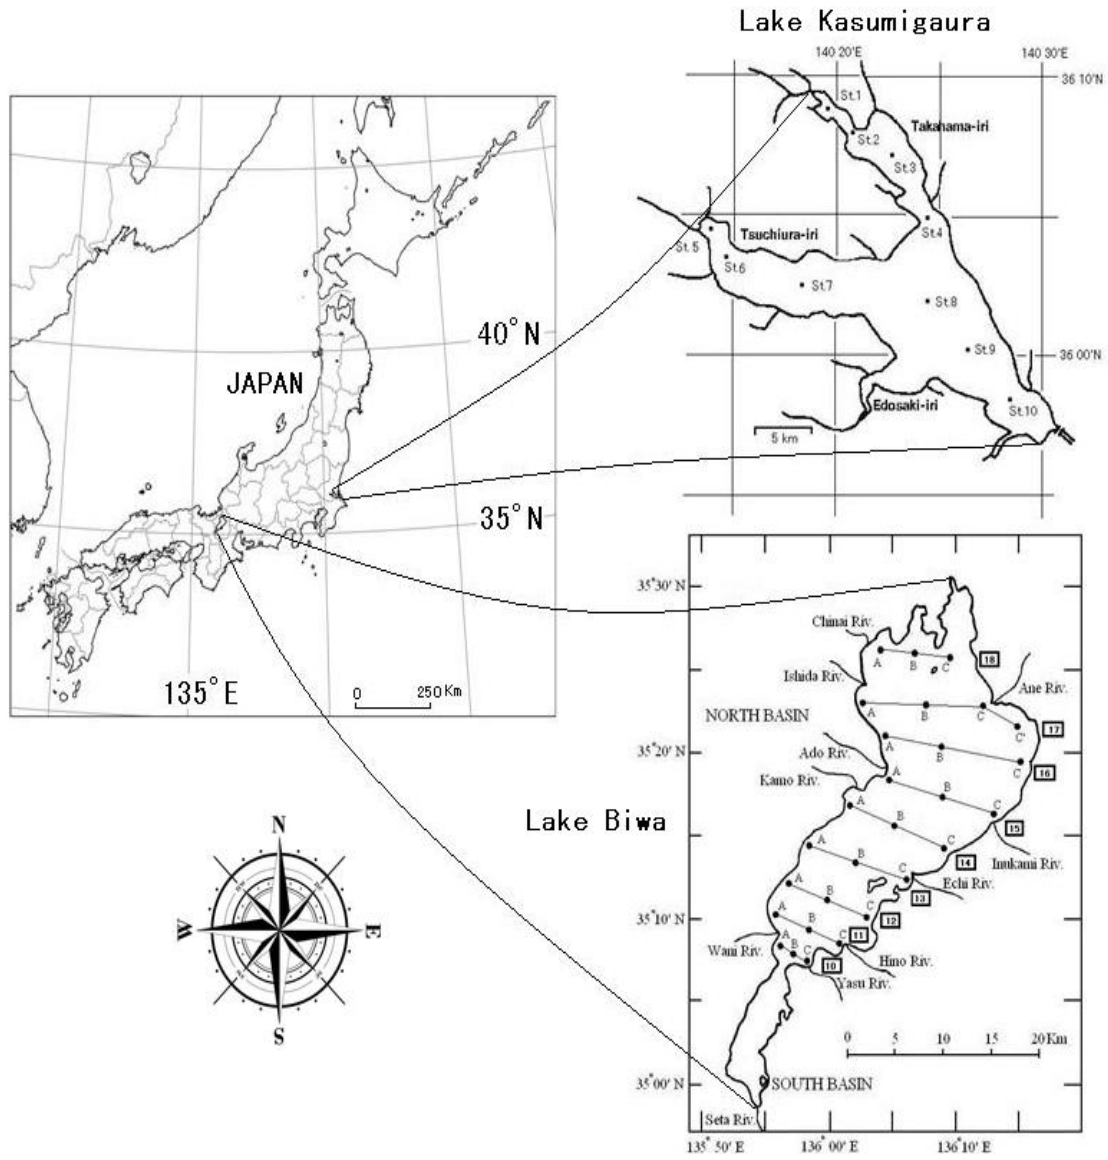 Lake Kasumigaura
140 20'E
140 30'E
36 10'N
St.1
St.2
Takahama-iri
St.3
St.4
St.5
Tsuchiura-iri
St.6
St.7
St.8
St.9
36 00'N
Edosaki-iri
St.10
5 km
40°N
JAPAN
35°N
135°E
0 250 Km
Lake Biwa
N
W E
S
35°30' N
Chinai Riv.
A B C 18
Ishida Riv.
Ane Riv.
NORTH BASIN
A B C C' 17
35°20' N
Ado Riv.
A B C 16
Kamo Riv.
A B C 15
Inukami Riv.
A B C 14
Echi Riv.
A B C 13
A B C 12
35°10' N
A B C 11
Wani Riv.
A B C 10
Hino Riv.
Yasu Riv.
0 5 10 15 20 Km
35°00' N
SOUTH BASIN
Seta Riv.
135°50' E 136°00' E 136°10' E